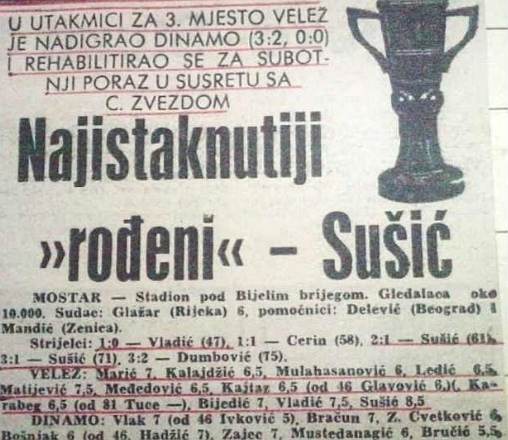 U UTAKMICI ZA 3. MJESTO VELEŽ
JE NADIGRAO DINAMO (3:2, 0:0)
I REHABILITIRAO SE ZA SUBOT-
NJI PORAZ U SUSRETU SA
C. ZVEZDOM
Najistaknutiji
»rođeni« – Sušić
MOSTAR — Stadion pod Bijelim brijegom. Gledalaca oko
10.000. Sudac: Glažar (Rijeka) 6, pomoćnici: Delević (Beograd) i
Mandić (Zenica).
Strijelci: 1:0 — Vladić (47), 1:1 — Cerin (58), 2:1 — Sušić (61),
3:1 — Sušić (71), 3:2 — Dumbović (75).
VELEŽ: Marić 7, Kalajdžić 6,5, Mulahasanović 6, Ledić 6,5,
Matijević 7,5, Međedović 6,5, Kajtaz 6,5 (od 46 Glavović 6,)(, Ka-
rabeg 6,5 (od 81 Tuce —), Bijedić 7, Vladić 7,5, Sušić 8,5
DINAMO: Vlak 7 (od 46 Ivković 5), Bračun 7, Z. Cvetković 6,
Bošnjak 6 (od 46 Hadžić 7), Zajec 7, Mustedanagić 6, Bručić 5,5,